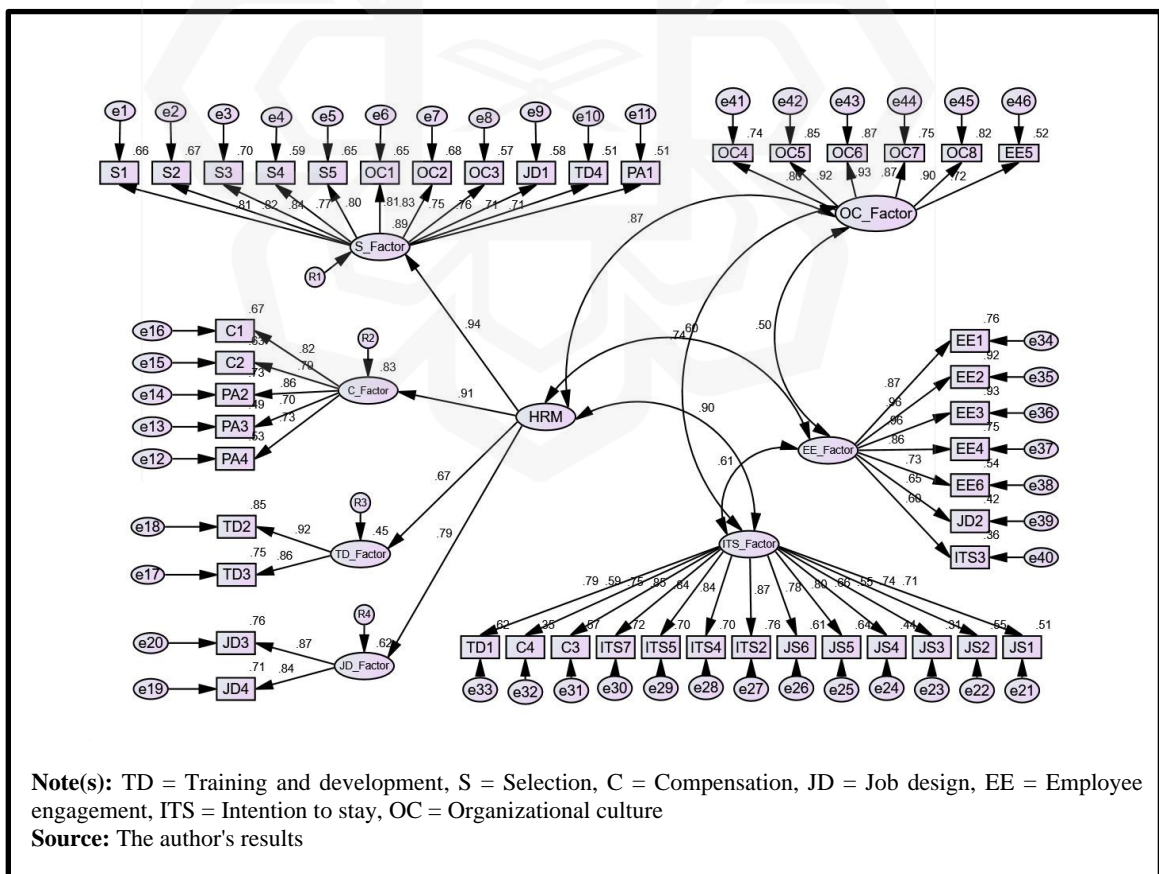 e1 e2 e3 e4 e5 e6 e7 e8 e9 e10 e11
.66 .67 .70 .59 .65 .65 .68 .57 .58 .51 .51
S1 S2 S3 S4 S5 OC1 OC2 OC3 JD1 TD4 PA1
.81 .82 .84 .77 .80 .81 .83 .75 .76 .71 .71
.89
S_Factor
R1
e41 e42 e43 e44 e45 e46
.74 .85 .87 .75 .82 .52
OC4 OC5 OC6 OC7 OC8 EE5
.86 .92 .93 .87 .90 .72
OC_Factor
.87
.94
.60
.74
.50
.67
e16 C1
.63
e15 C2
.73
e14 PA2
.49
e13 PA3
.53
e12 PA4
.82
.79
.86
.70
.73
R2
.83
C_Factor
.91
HRM
.90
.61
.67
.79
.76
EE1 e34
.92
EE2 e35
.93
EE3 e36
.75
EE4 e37
.54
EE6 e38
.42
JD2 e39
.36
ITS3 e40
.87
.96
.96
.86
.73
.65
.60
EE_Factor
.85
e18 TD2
.75
e17 TD3
.92
.86
R3
.45
TD_Factor
.76
e20 JD3
.71
e19 JD4
.87
.84
R4
.62
JD_Factor
ITS_Factor
.79 .59 .75 .85 .84 .84 .87 .78 .80 .66 .55 .74 .71
.62 .35 .57 .72 .70 .70 .76 .61 .64 .44 .31 .55 .51
TD1 C4 C3 ITS7 ITS5 ITS4 ITS2 JS6 JS5 JS4 JS3 JS2 JS1
e33 e32 e31 e30 e29 e28 e27 e26 e25 e24 e23 e22 e21
Note(s): TD = Training and development, S = Selection, C = Compensation, JD = Job design, EE = Employee
engagement, ITS = Intention to stay, OC = Organizational culture
Source: The author's results